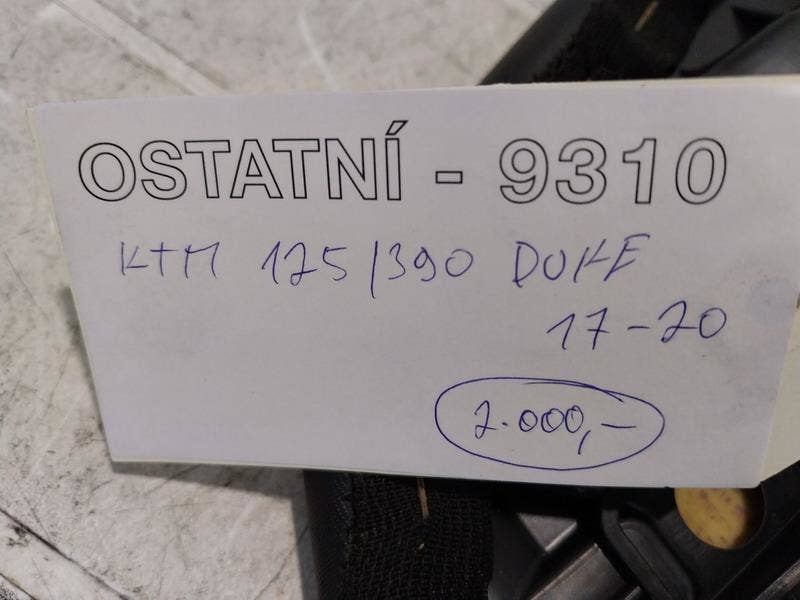 OSTATNÍ - 9310
KTM 125/390 DUKE
17-20
2.000,-